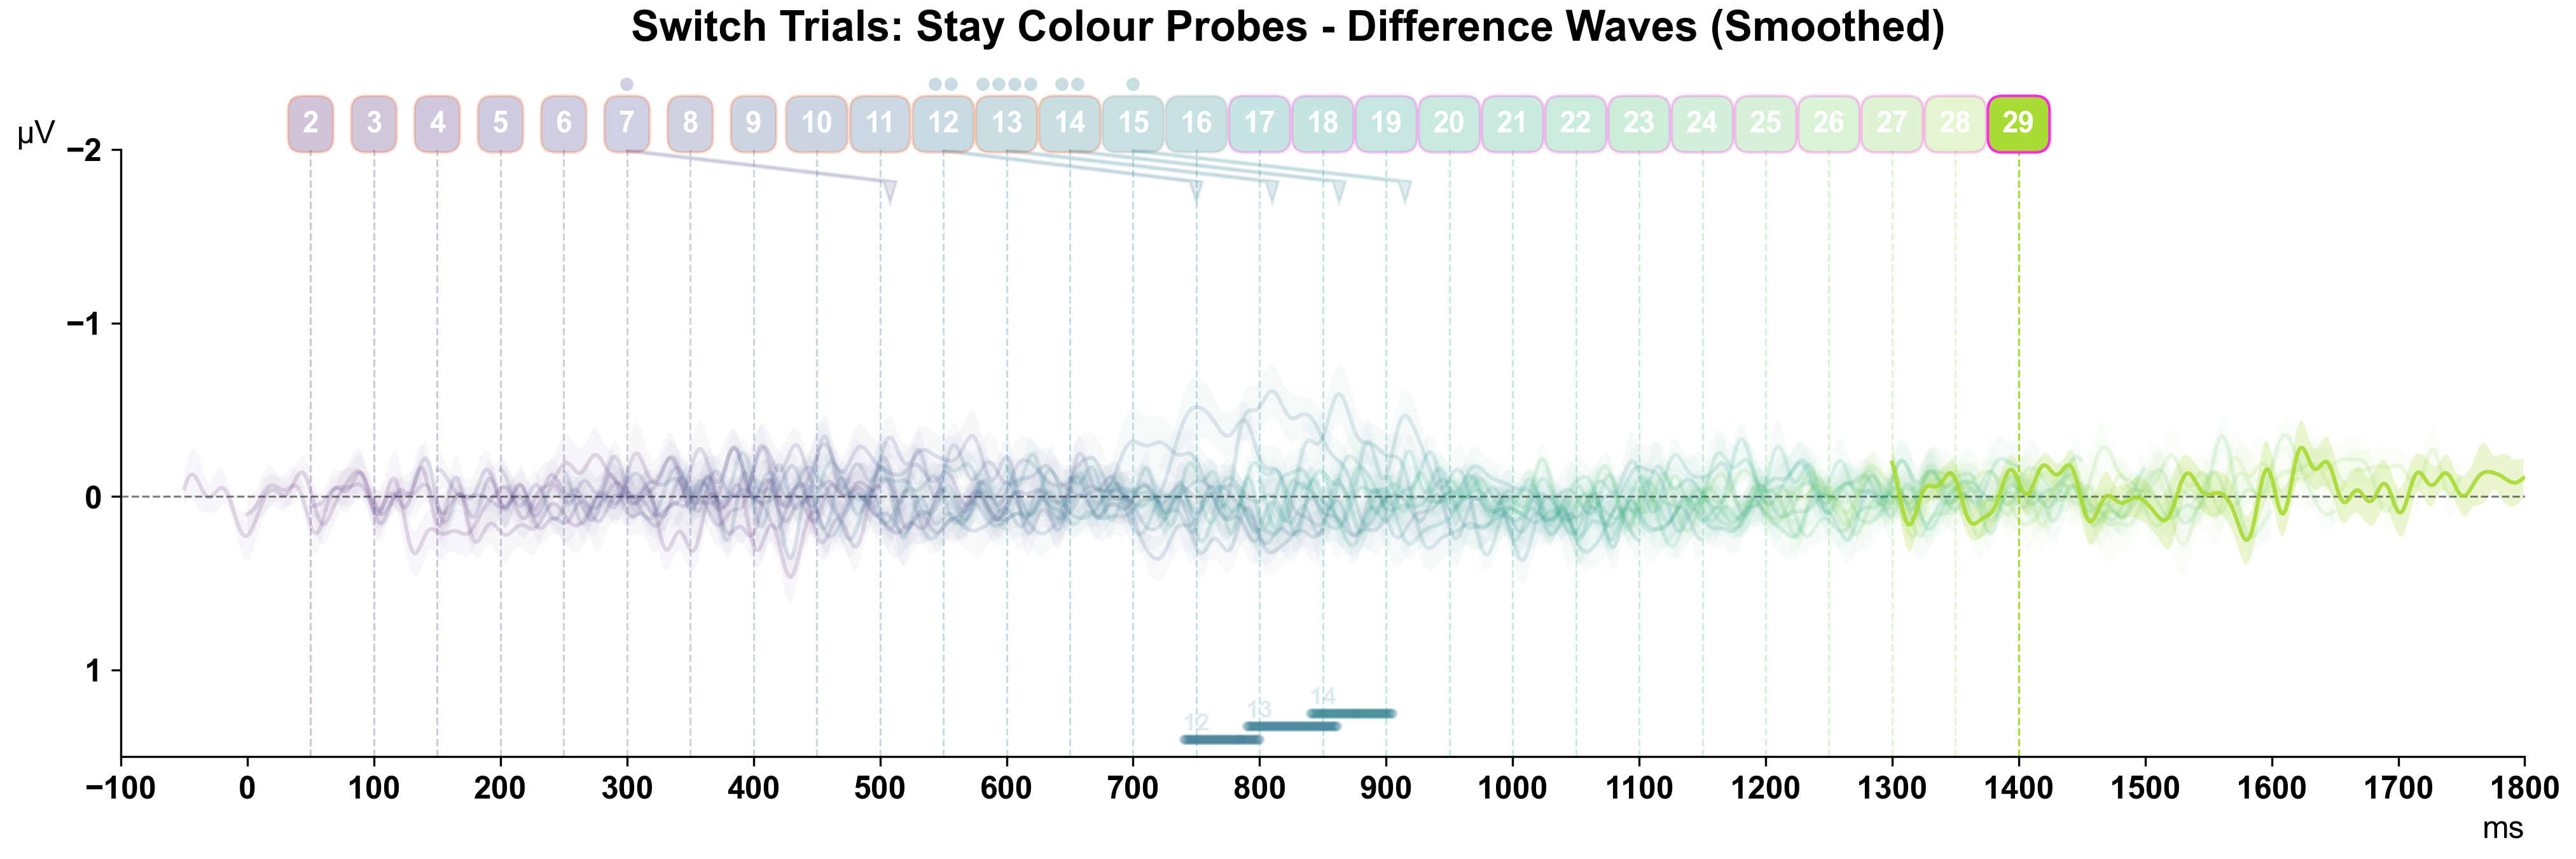 Switch Trials: Stay Colour Probes - Difference Waves (Smoothed)
2 3 4 5 6 7 8 9 10 11 12 13 14 15 16 17 18 19 20 21 22 23 24 25 26 27 28 29
µV
−2
−1
0
1
14
13
12
−100 0 100 200 300 400 500 600 700 800 900 1000 1100 1200 1300 1400 1500 1600 1700 1800
ms